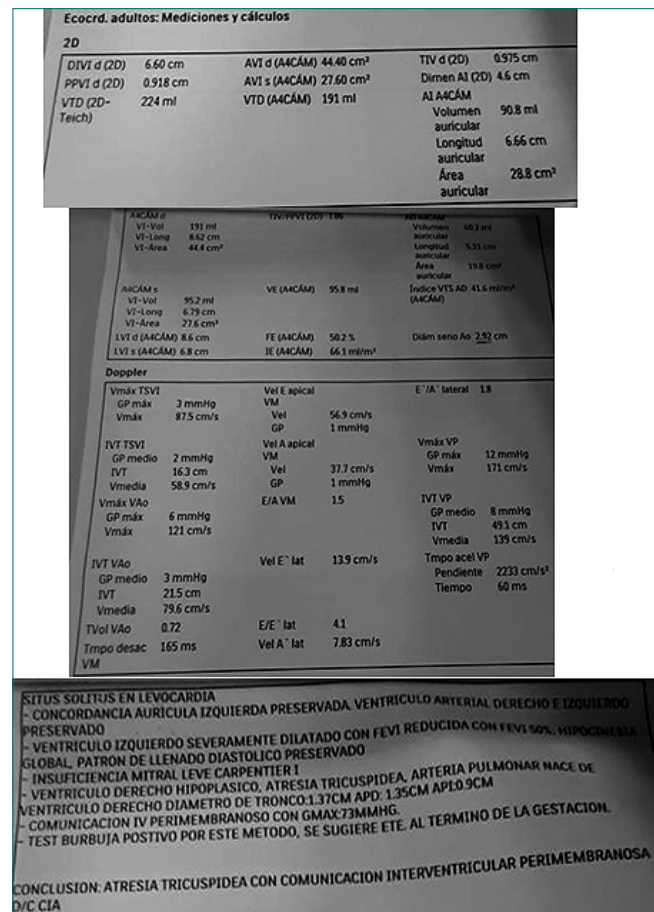 Ecocrd. adultos: Mediciones y cálculos
2D
DIVI d (2D) 6.60 cm AVI d (A4CÁM) 44.40 cm² TIV d (2D) 0.975 cm
PPVI d (2D) 0.918 cm AVI s (A4CÁM) 27.60 cm² Dimen AI (2D) 4.6 cm
VTD (2D- 224 ml VTD (A4CÁM) 191 ml AI A4CÁM
Teich) Volumen 90.8 ml
auricular
Longitud 6.66 cm
auricular
Área 28.8 cm²
auricular
A4CÁM d TIV/PPVI (2D) 1.06 AD A4CÁM
VI-Vol 191 ml Volumen
VI-Long 8.62 cm auricular
VI-Área 44.4 cm² Longitud 5.31 cm
auricular
Área 19.8 cm²
auricular
A4CÁM s VE (A4CÁM) 95.8 ml Índice VTS AD 41.6 ml/m²
VI-Vol 95.2 ml (A4CÁM)
VI-Long 6.79 cm
VI-Área 27.6 cm²
LVI d (A4CÁM) 8.6 cm FE (A4CÁM) 50.2 % Diám seno Ao 2.92 cm
LVI s (A4CÁM) 6.8 cm IE (A4CÁM) 66.1 ml/m²
Doppler
Vmáx TSVI Vel E apical E`/A` lateral 1.8
GP máx 3 mmHg VM
Vmáx 87.5 cm/s Vel 56.9 cm/s
GP 1 mmHg
IVT TSVI Vel A apical Vmáx VP
GP medio 2 mmHg VM GP máx 12 mmHg
IVT 16.3 cm Vel 37.7 cm/s Vmáx 171 cm/s
Vmedia 58.9 cm/s GP 1 mmHg
Vmáx VAo E/A VM 1.5 IVT VP
GP máx 6 mmHg GP medio 8 mmHg
Vmáx 121 cm/s IVT 49.1 cm
Vmedia 139 cm/s
IVT VAo Vel E` lat 13.9 cm/s Tmpo acel VP
GP medio 3 mmHg Pendiente 2233 cm/s²
IVT 21.5 cm Tiempo 60 ms
Vmedia 79.6 cm/s
TVol VAo 0.72 E/E` lat 4.1
Tmpo desac 165 ms Vel A` lat 7.83 cm/s
VM
SITUS SOLITUS EN LEVOCARDIA
- CONCORDANCIA AURICULA IZQUIERDA PRESERVADA. VENTRICULO ARTERIAL DERECHO E IZQUIERDO
PRESERVADO
- VENTRICULO IZQUIERDO SEVERAMENTE DILATADO CON FEVI REDUCIDA CON FEVI 50%, HIPOCINESIA
GLOBAL, PATRON DE LLENADO DIASTOLICO PRESERVADO
- INSUFICIENCIA MITRAL LEVE CARPENTIER I
- VENTRICULO DERECHO HIPOPLASICO, ATRESIA TRICUSPIDEA, ARTERIA PULMONAR NACE DE
VENTRICULO DERECHO DIAMETRO DE TRONCO:1.37CM APD: 1.35CM API:0.9CM
- COMUNICACION IV PERIMEMBRANOSO CON GMAX:73MMHG.
- TEST BURBUJA POSTIVO POR ESTE METODO, SE SUGIERE ETE. AL TERMINO DE LA GESTACION.
CONCLUSION: ATRESIA TRICUSPIDEA CON COMUNICACION INTERVENTRICULAR PERIMEMBRANOSA
D/C CIA